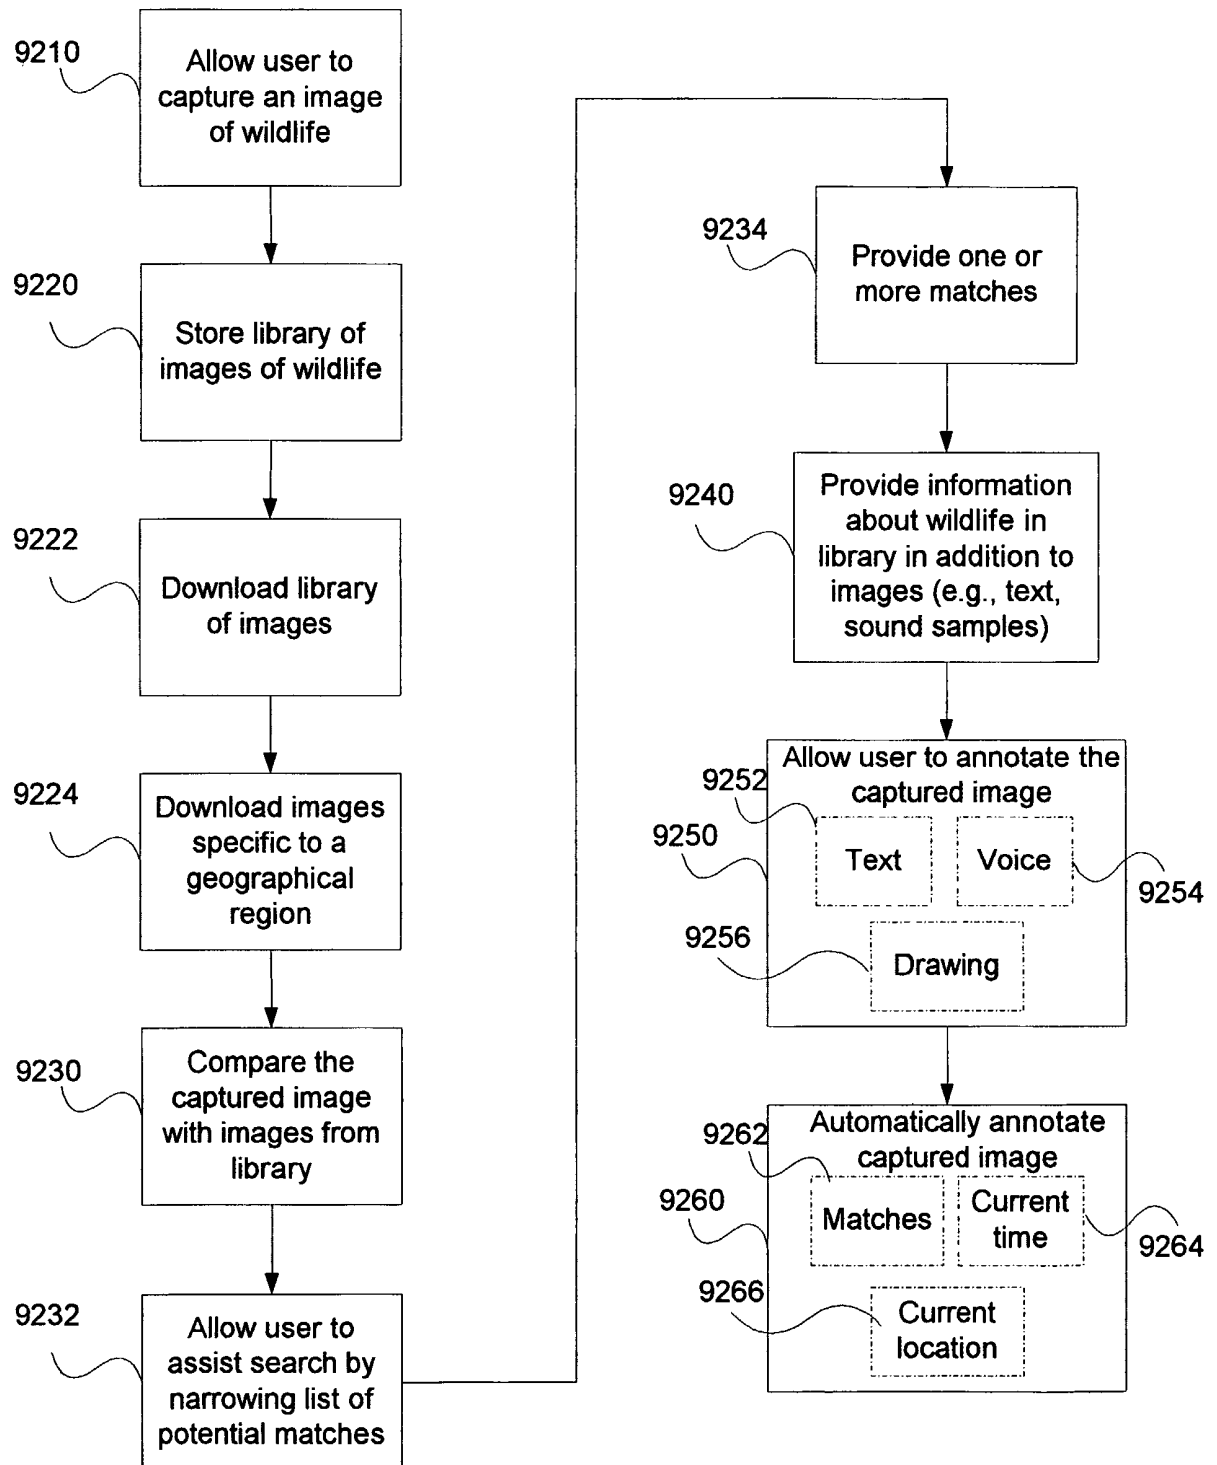 9210
Allow user to
capture an image
of wildlife
9220
Store library of
images of wildlife
9222
Download library
of images
9224
Download images
specific to a
geographical
region
9230
Compare the
captured image
with images from
library
9232
Allow user to
assist search by
narrowing list of
potential matches
9234
Provide one or
more matches
9240
Provide information
about wildlife in
library in addition to
images (e.g., text,
sound samples)
9250
Allow user to annotate the
captured image
9252
Text
Voice
9254
9256
Drawing
9260
Automatically annotate
captured image
9262
Matches
Current
time
9264
9266
Current
location